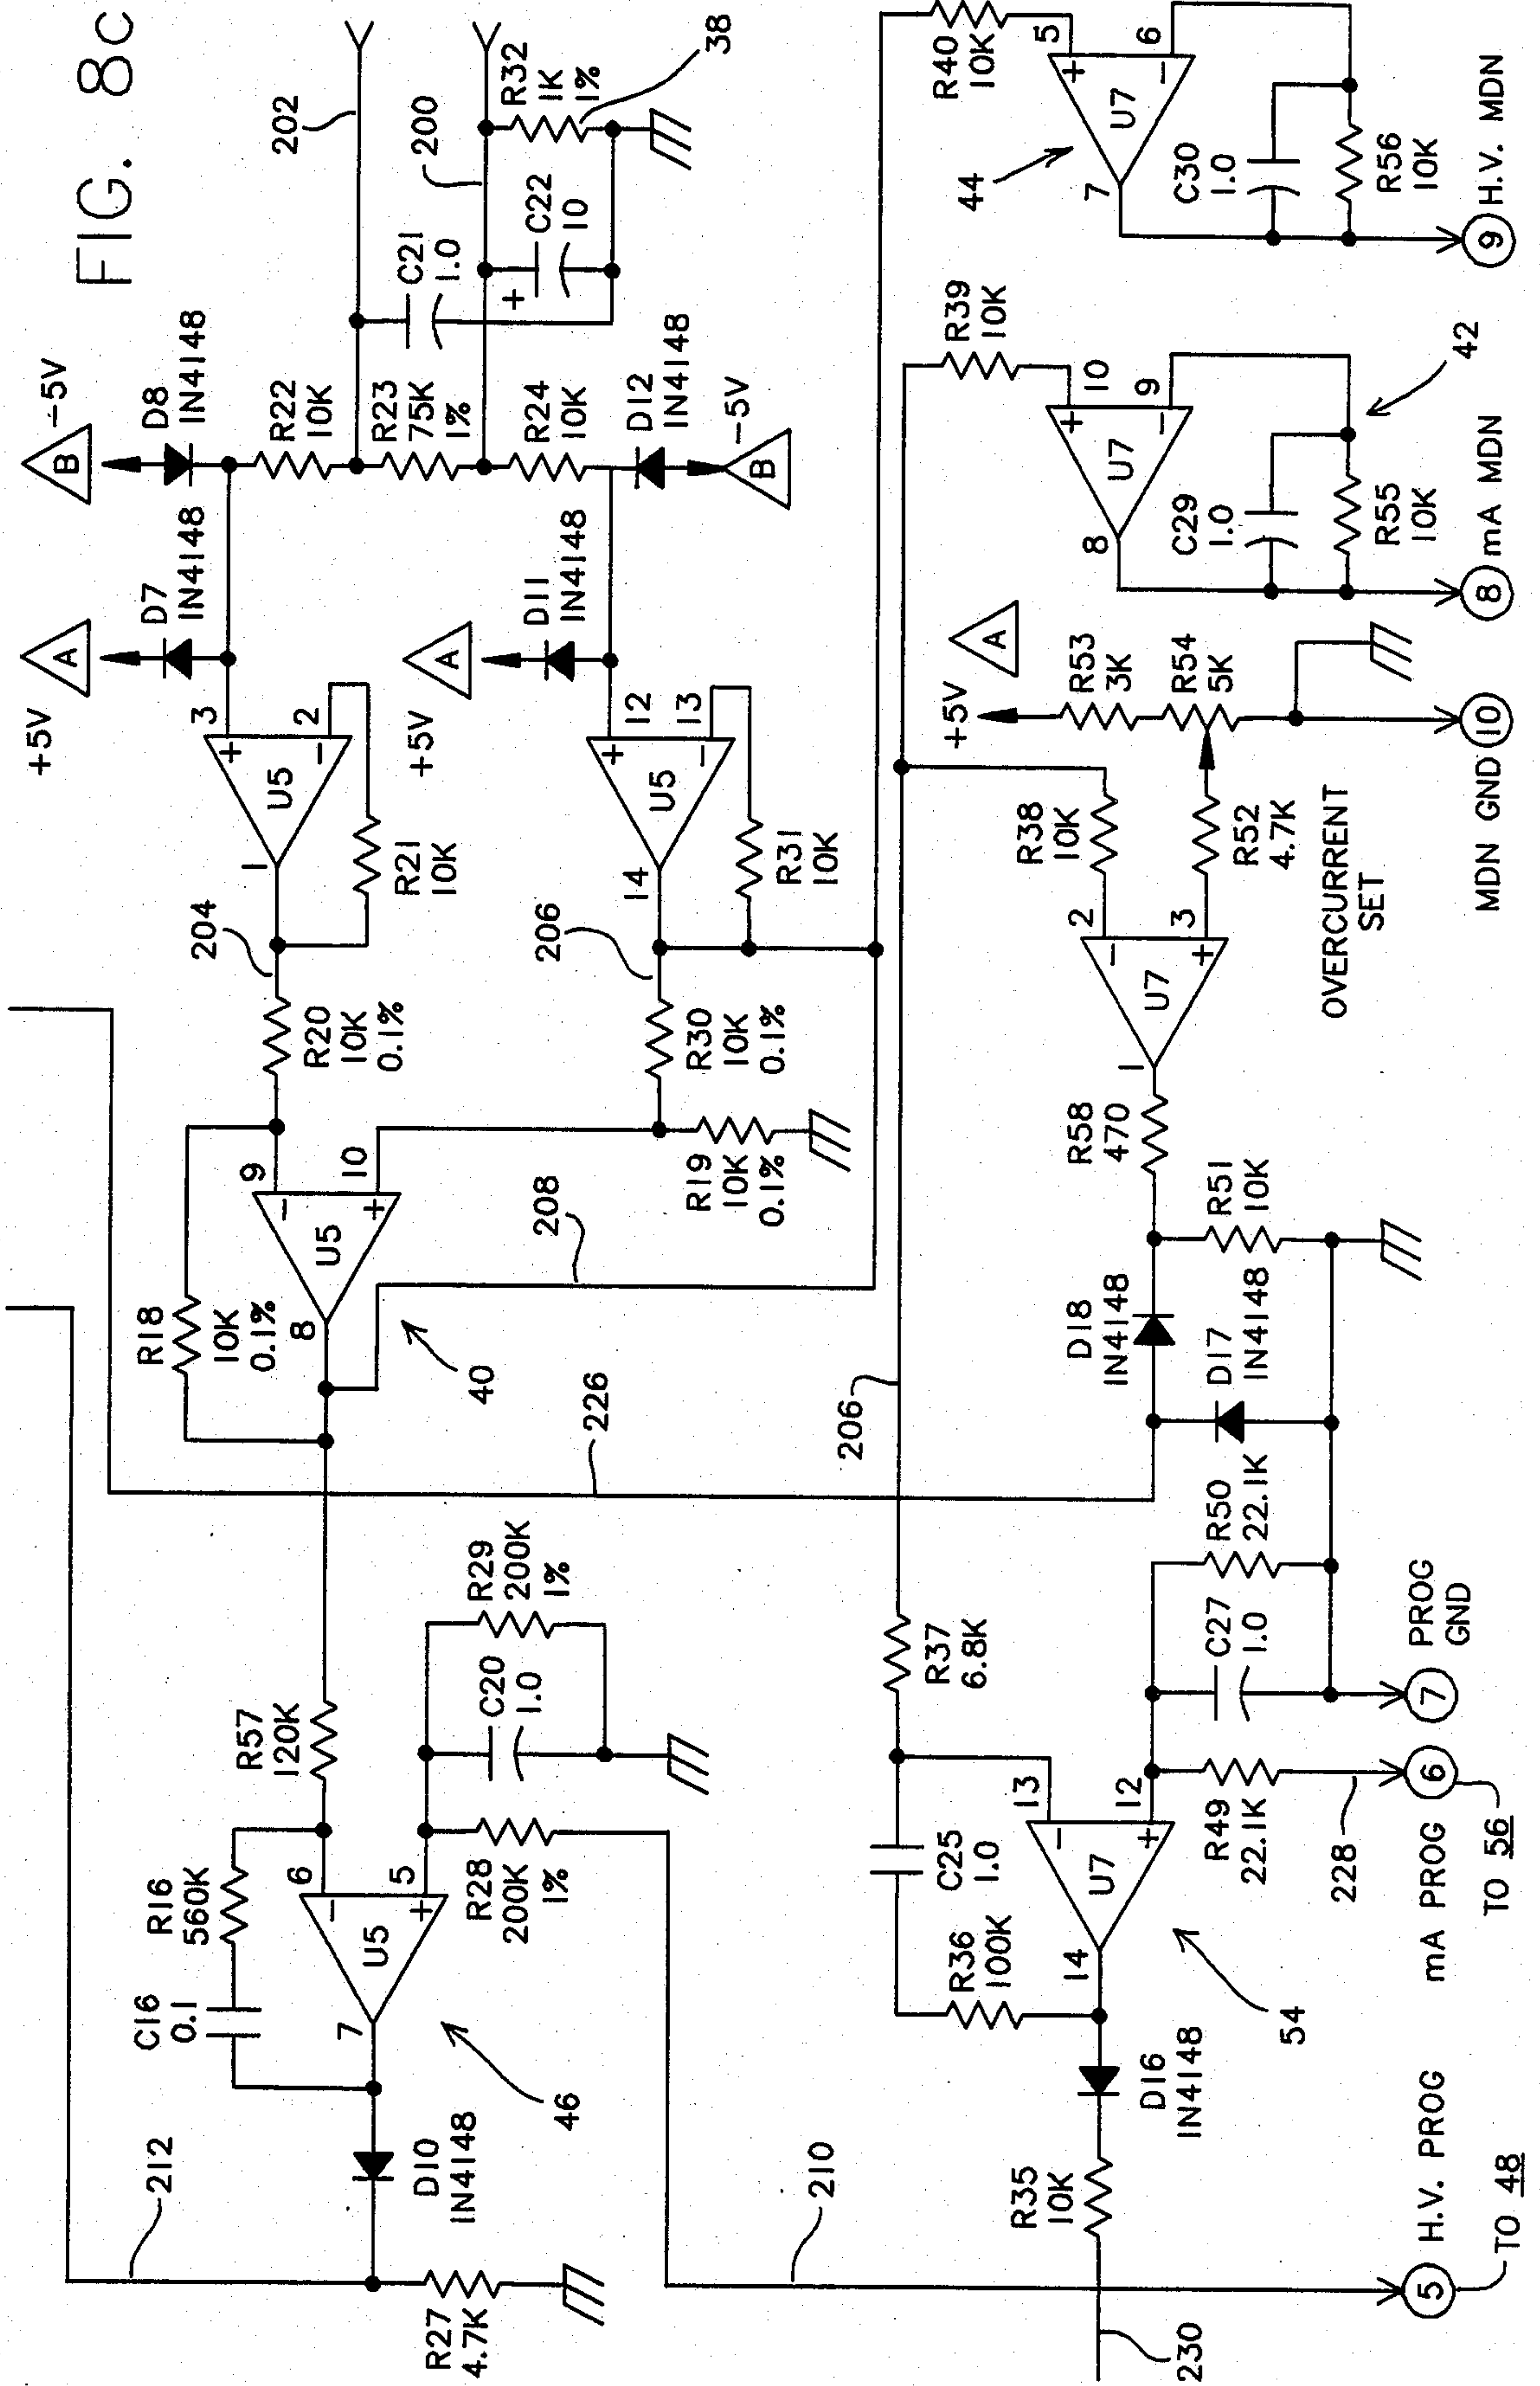 FIG. 8c
202
200
R32
1K
1%
38
C21
1.0
C22
10
+
B
-5V
D8
IN4148
A
+5V
D7
IN4148
R22
10K
R23
75K
1%
R24
10K
D12
IN4148
B
-5V
A
+5V
D11
IN4148
3
2
+
−
U5
1
R21
10K
204
12
13
+
−
U5
14
R31
10K
206
R20
10K
0.1%
R30
10K
0.1%
R19
10K
0.1%
9
10
−
+
U5
8
R18
10K
0.1%
40
208
226
R57
120K
R29
200K
1%
C20
1.0
R28
200K
1%
R16
560K
C16
0.1
6
5
−
+
U5
7
46
D10
IN4148
212
R27
4.7K
210
R40
10K
5
6
+
−
U7
7
44
C30
1.0
R56
10K
9
H.V. MDN
R39
10K
10
9
+
−
U7
8
42
C29
1.0
R55
10K
8
mA MDN
A
+5V
R53
3K
R54
5K
10
MDN GND
R38
10K
R52
4.7K
OVERCURRENT
SET
2
3
−
+
U7
1
R58
470
R51
10K
D18
IN4148
D17
IN4148
206
R50
22.1K
C27
1.0
7
PROG
GND
R37
6.8K
C25
1.0
R36
100K
13
12
−
+
U7
14
54
R49
22.1K
228
6
mA PROG
TO 56
D16
IN4148
R35
10K
230
5
H.V. PROG
TO 48